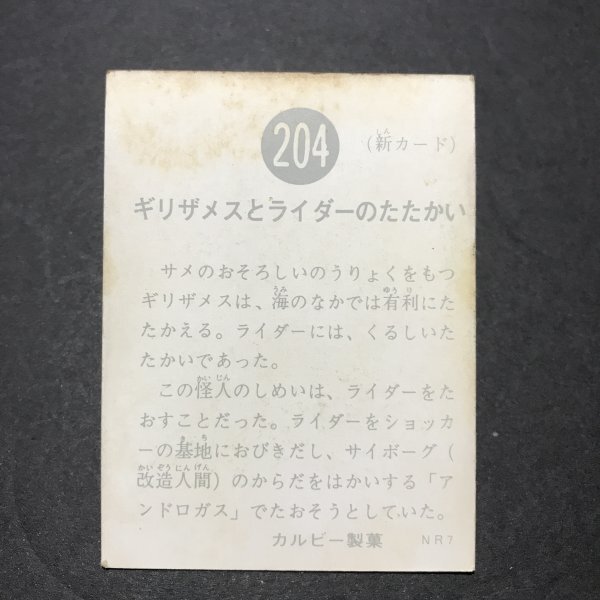 204
(新カード)
ギリザメスとライダーのたたかい
サメのおそろしいのうりょくをもつ
ギリザメスは、海のなかでは有利にた
たかえる。ライダーには、くるしいた
たかいであった。
この怪人のしめいは、ライダーをた
おすことだった。ライダーをショッカ
ーの基地におびきだし、サイボーグ(
改造人間)のからだをはかいする「ア
ンドロガス」でたおそうとしていた。
カルビー製菓 NR7